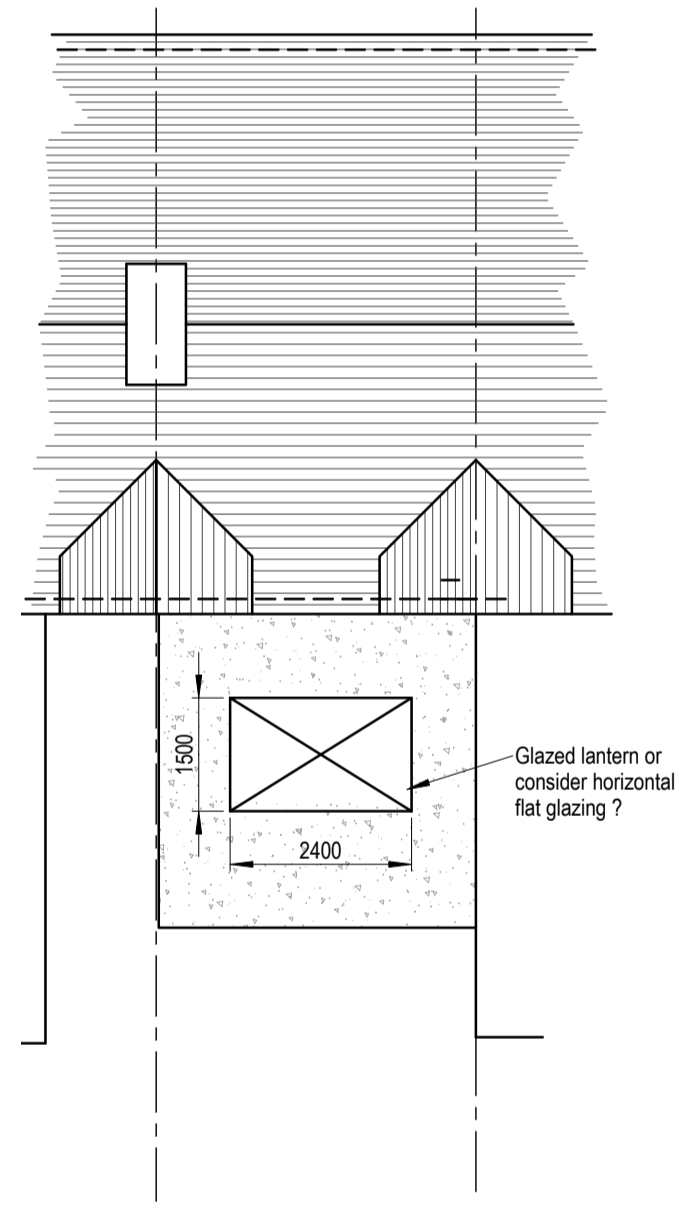 1500
2400
Glazed lantern or
consider horizontal
flat glazing ?